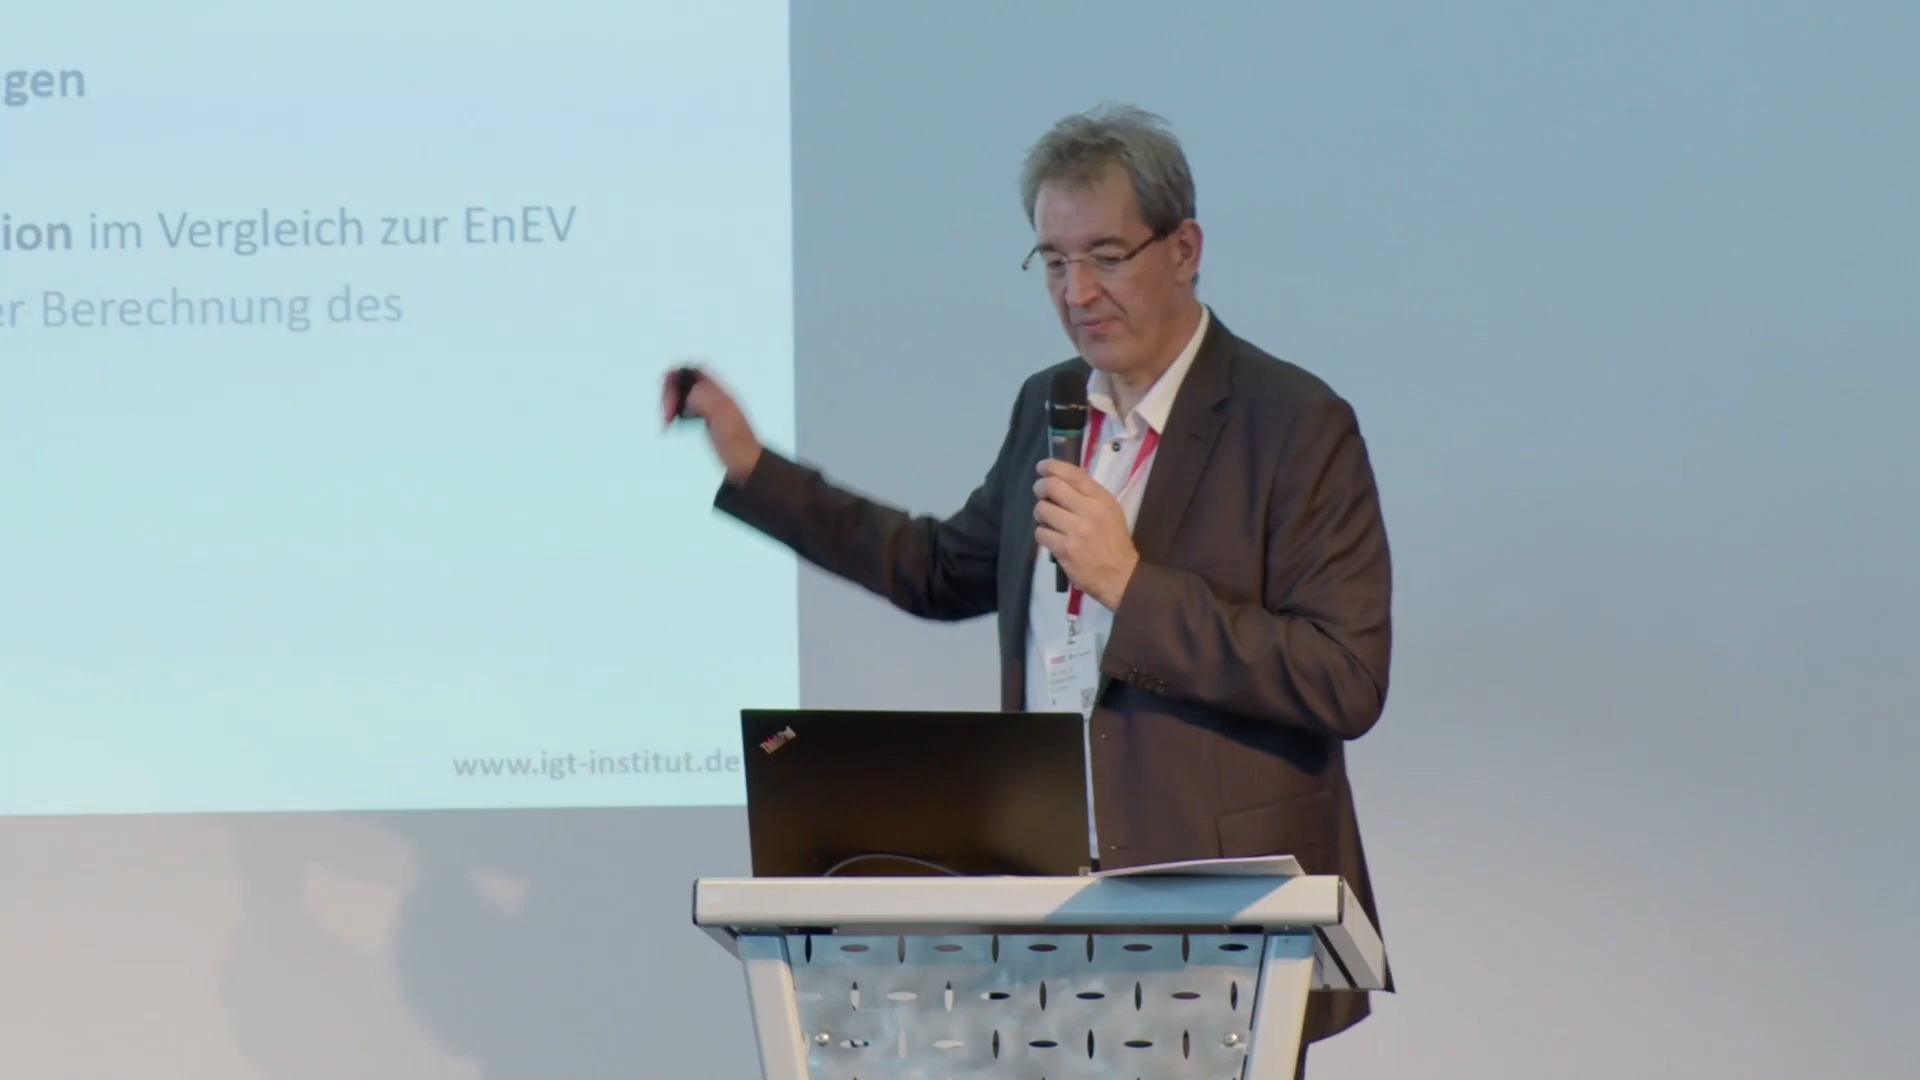 gen
ion im Vergleich zur EnEV
er Berechnung des
www.igt-institut.de
ThinkPad